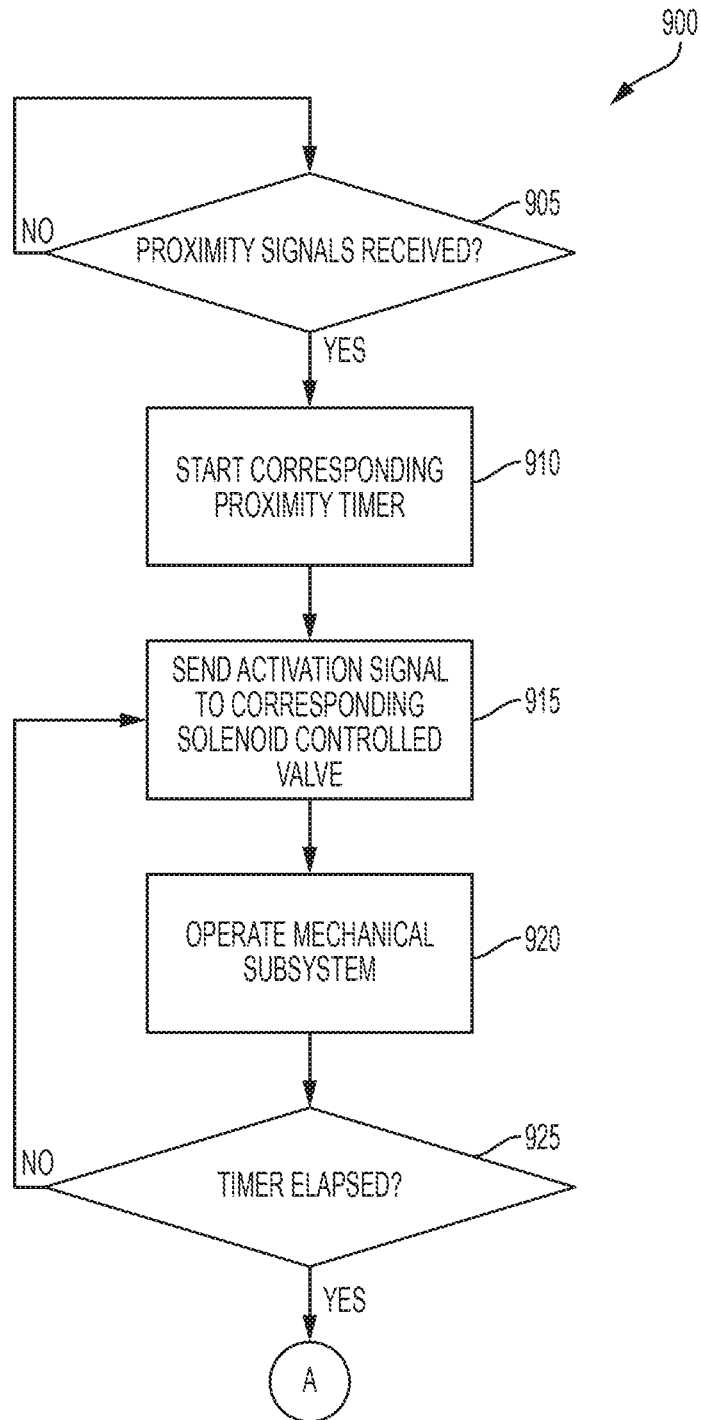 900
905
NO
PROXIMITY SIGNALS RECEIVED?
YES
START CORRESPONDING
PROXIMITY TIMER
910
SEND ACTIVATION SIGNAL
TO CORRESPONDING
SOLENOID CONTROLLED
VALVE
915
OPERATE MECHANICAL
SUBSYSTEM
920
925
NO
TIMER ELAPSED?
YES
A